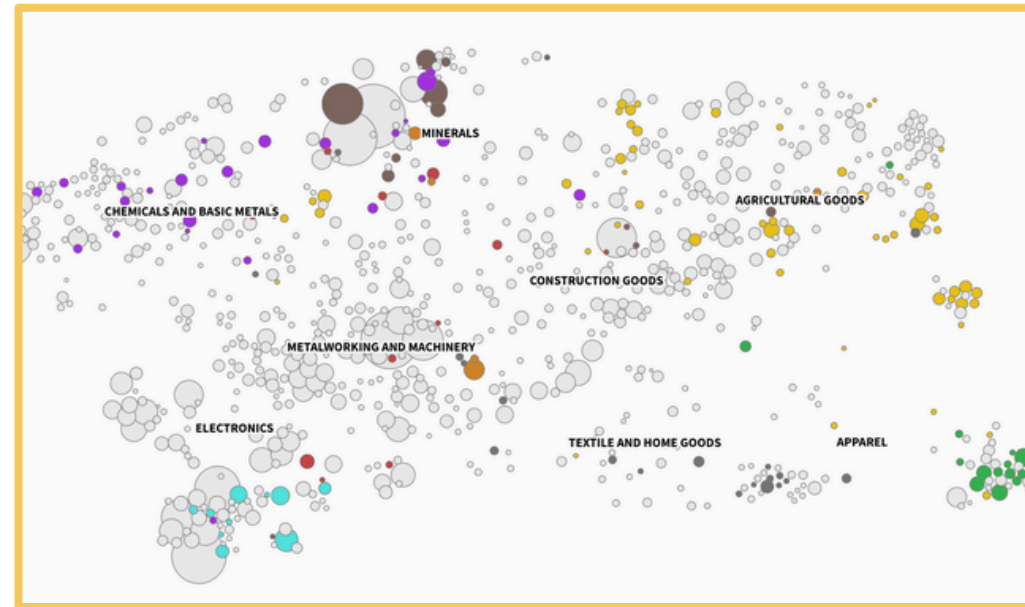 MINERALS
AGRICULTURAL GOODS
CHEMICALS AND BASIC METALS
CONSTRUCTION GOODS
METALWORKING AND MACHINERY
ELECTRONICS
TEXTILE AND HOME GOODS
APPAREL